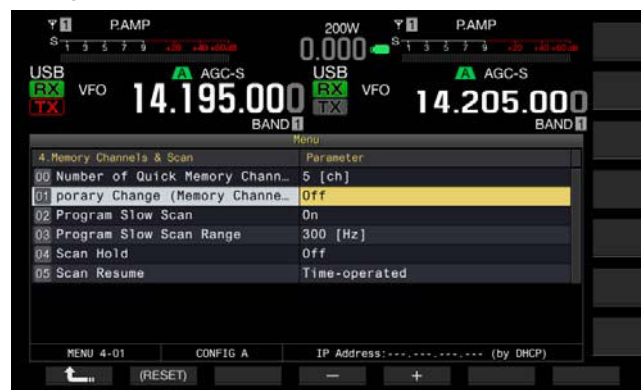 1 P.AMP 200W 1 P.AMP
S 1 3 5 7 9 +20 +40 +60dB 0.000 S 1 3 5 7 9 +20 +40 +60dB
USB A AGC-S USB A AGC-S
RX VFO 14.195.000 RX VFO 14.205.000
TX TX
BAND 1 BAND 1
Menu
4.Memory Channels & Scan Parameter
00 Number of Quick Memory Chann… 5 [ch]
01 porary Change (Memory Channe… Off
02 Program Slow Scan On
03 Program Slow Scan Range 300 [Hz]
04 Scan Hold Off
05 Scan Resume Time-operated
MENU 4-01 CONFIG A IP Address:---.---.---.--- (by DHCP)
(RESET) − +